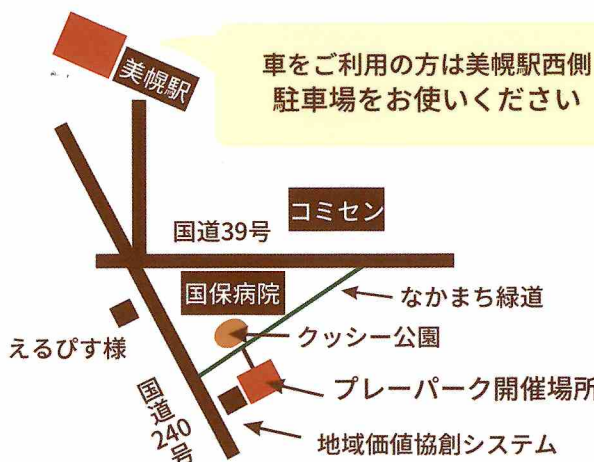 車をご利用の方は美幌駅西側
駐車場をお使いください
美幌駅
コミセン
国道39号
国保病院
なかまち緑道
クッシー公園
えるぴす様
プレーパーク開催場所
国道240号
地域価値協創システム